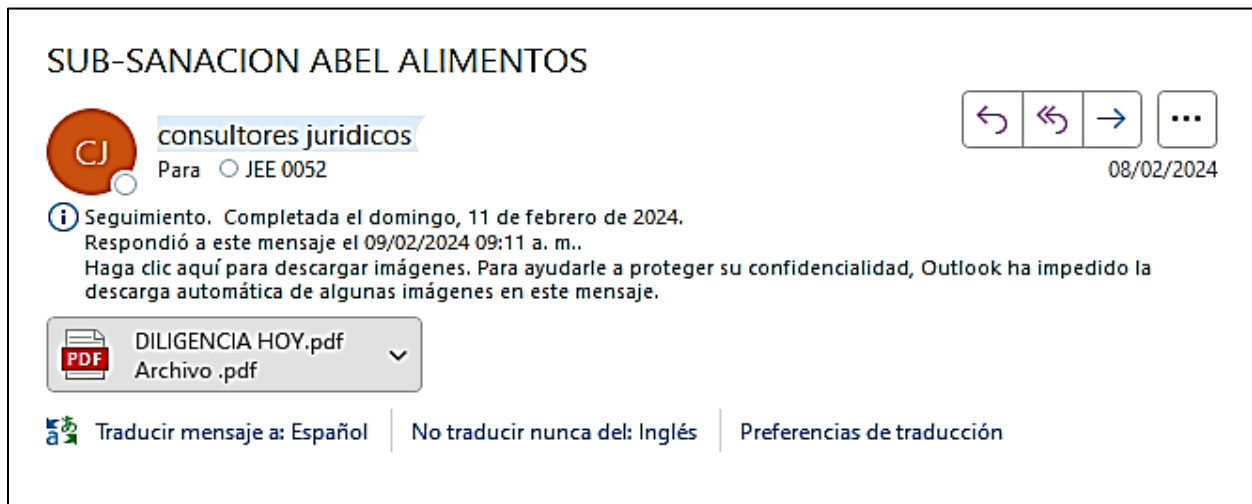 SUB-SANACION ABEL ALIMENTOS
CJ
consultores juridicos
Para JEE 0052
08/02/2024
Seguimiento. Completada el domingo, 11 de febrero de 2024.
Respondió a este mensaje el 09/02/2024 09:11 a. m..
Haga clic aquí para descargar imágenes. Para ayudarle a proteger su confidencialidad, Outlook ha impedido la
descarga automática de algunas imágenes en este mensaje.
PDF
DILIGENCIA HOY.pdf
Archivo .pdf
Traducir mensaje a: Español
No traducir nunca del: Inglés
Preferencias de traducción